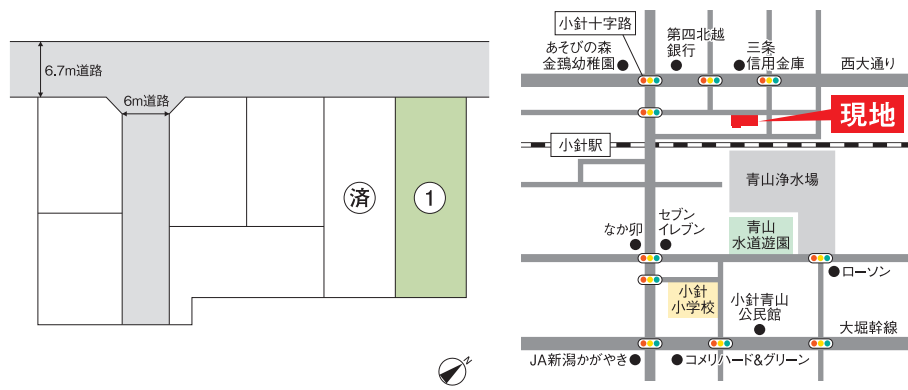 6.7m道路
6m道路
済
1
N
小針十字路
あそびの森
金鵄幼稚園
第四北越
銀行
三条
信用金庫
西大通り
現地
小針駅
青山浄水場
なか卯
セブン
イレブン
青山
水道遊園
ローソン
小針
小学校
小針青山
公民館
大堀幹線
JA新潟かがやき
コメリハード&グリーン